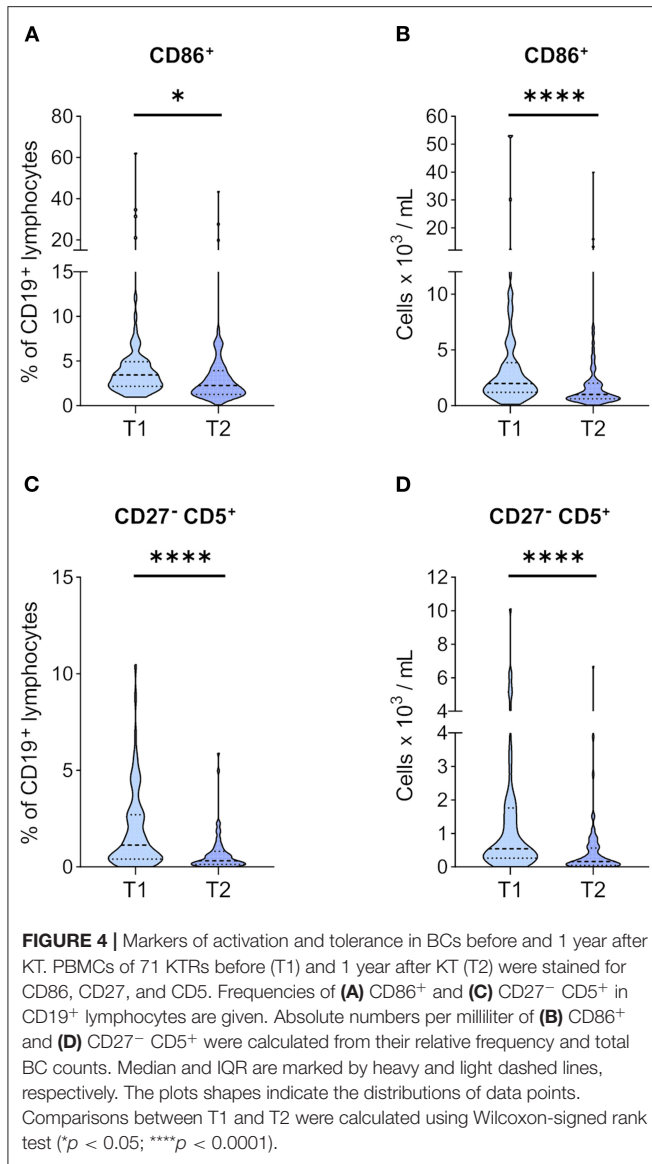 A
CD86⁺
*
% of CD19⁺ lymphocytes
80
60
40
20
15
10
5
0
T1 T2
B
CD86⁺
****
Cells x 10³ / mL
60
50
40
30
20
10
5
0
T1 T2
C
CD27⁻ CD5⁺
****
% of CD19⁺ lymphocytes
15
10
5
0
T1 T2
D
CD27⁻ CD5⁺
****
Cells x 10³ / mL
12
10
8
6
4
4
3
2
1
0
T1 T2
FIGURE 4 | Markers of activation and tolerance in BCs before and 1 year after
KT. PBMCs of 71 KTRs before (T1) and 1 year after KT (T2) were stained for
CD86, CD27, and CD5. Frequencies of (A) CD86⁺ and (C) CD27⁻ CD5⁺ in
CD19⁺ lymphocytes are given. Absolute numbers per milliliter of (B) CD86⁺
and (D) CD27⁻ CD5⁺ were calculated from their relative frequency and total
BC counts. Median and IQR are marked by heavy and light dashed lines,
respectively. The plots shapes indicate the distributions of data points.
Comparisons between T1 and T2 were calculated using Wilcoxon-signed rank
test (*p < 0.05; ****p < 0.0001).